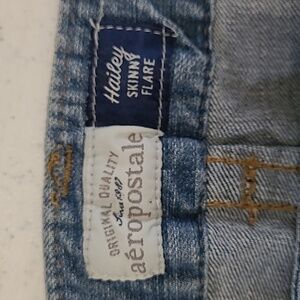 Hailey
SKINNY
FLARE
ORIGINAL QUALITY
Since 1987
aéropostale